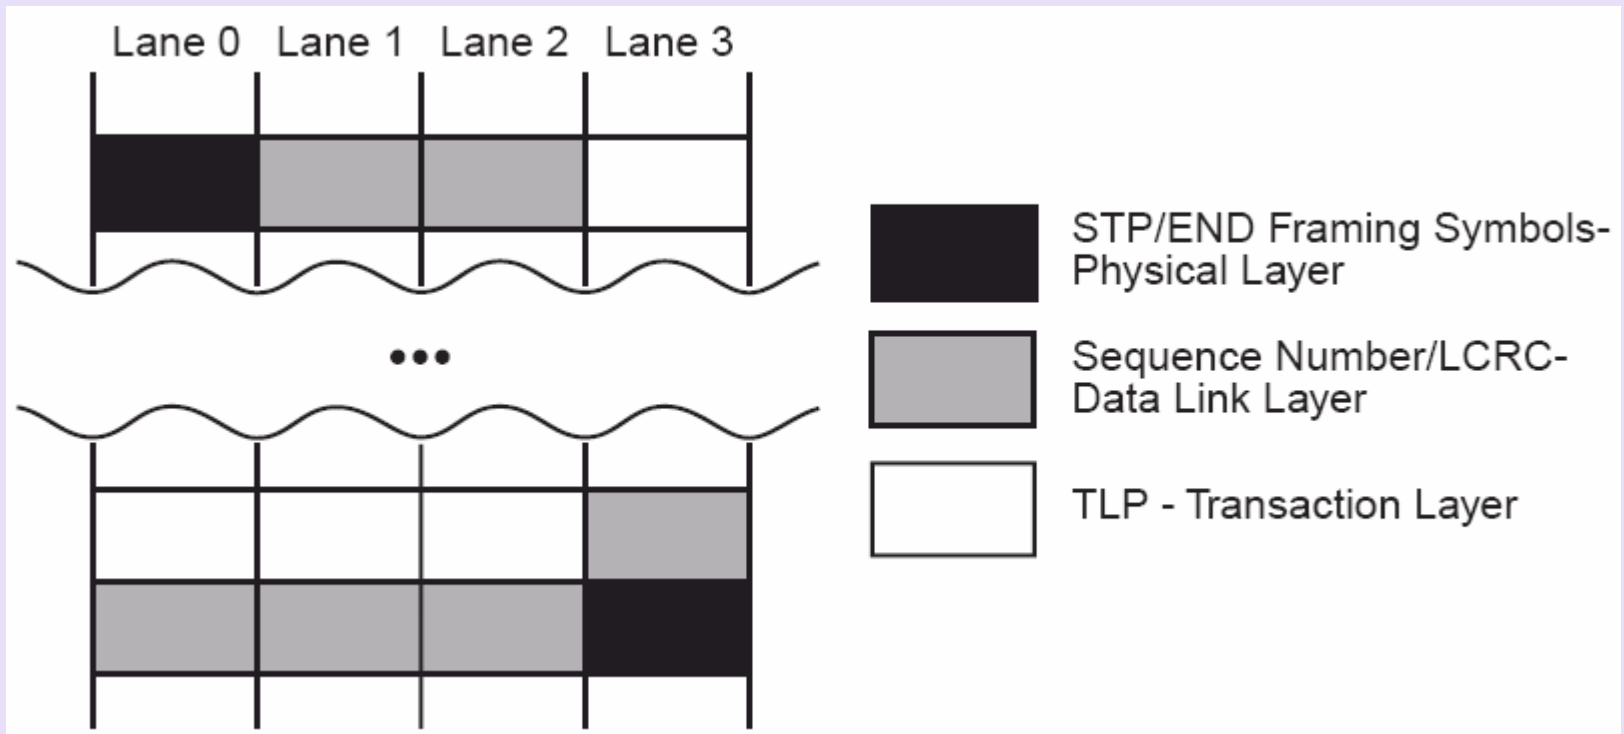 Lane 0 Lane 1 Lane 2 Lane 3
STP/END Framing Symbols-
Physical Layer
Sequence Number/LCRC-
Data Link Layer
TLP - Transaction Layer